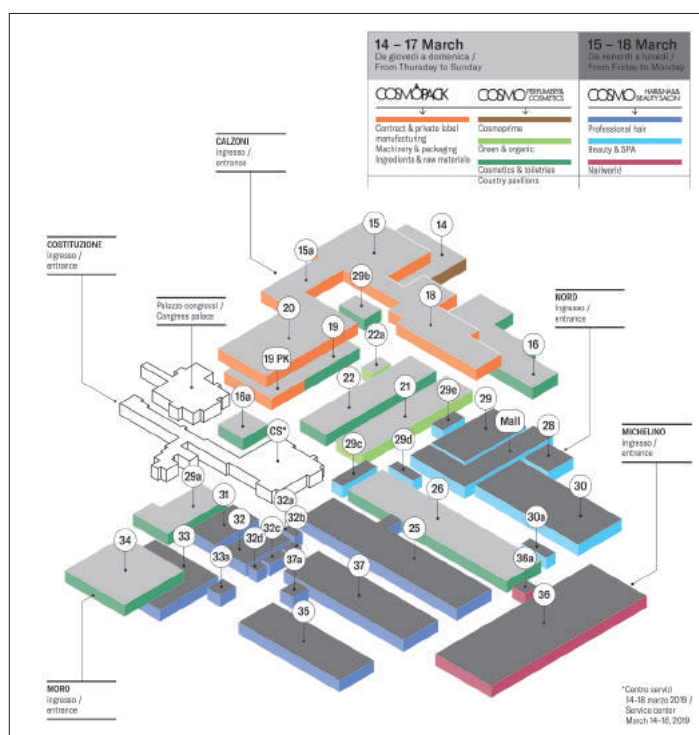 14 – 17 March
Da giovedì a domenica /
From Thursday to Sunday
15 – 18 March
Da venerdì a lunedì /
From Friday to Monday
COSMOPACK
COSMO PERFUMERY& COSMETICS
COSMO HAIR&NAIL& BEAUTY SALON
Contract & private label
manufacturing
Machinery & packaging
Ingredients & raw materials
Cosmoprime
Green & organic
Cosmetics & toiletries
Country pavilions
Professional hair
Beauty & SPA
Nailworld
CALZONI
ingresso /
entrance
COSTITUZIONE
ingresso /
entrance
Palazzo congressi /
Congress palace
NORD
ingresso /
entrance
MICHELINO
ingresso /
entrance
MORO
ingresso /
entrance
15
14
15a
29b
20
18
19
22a
16
19 PK
22
21
29e
29
16a
Mall
28
CS*
29c
29d
29a
26
30
31
32a
32
32c
32b
25
30a
34
33
32d
33a
37a
37
36a
36
35
*Centro servizi
14–18 marzo 2019 /
Service center
March 14–18, 2019